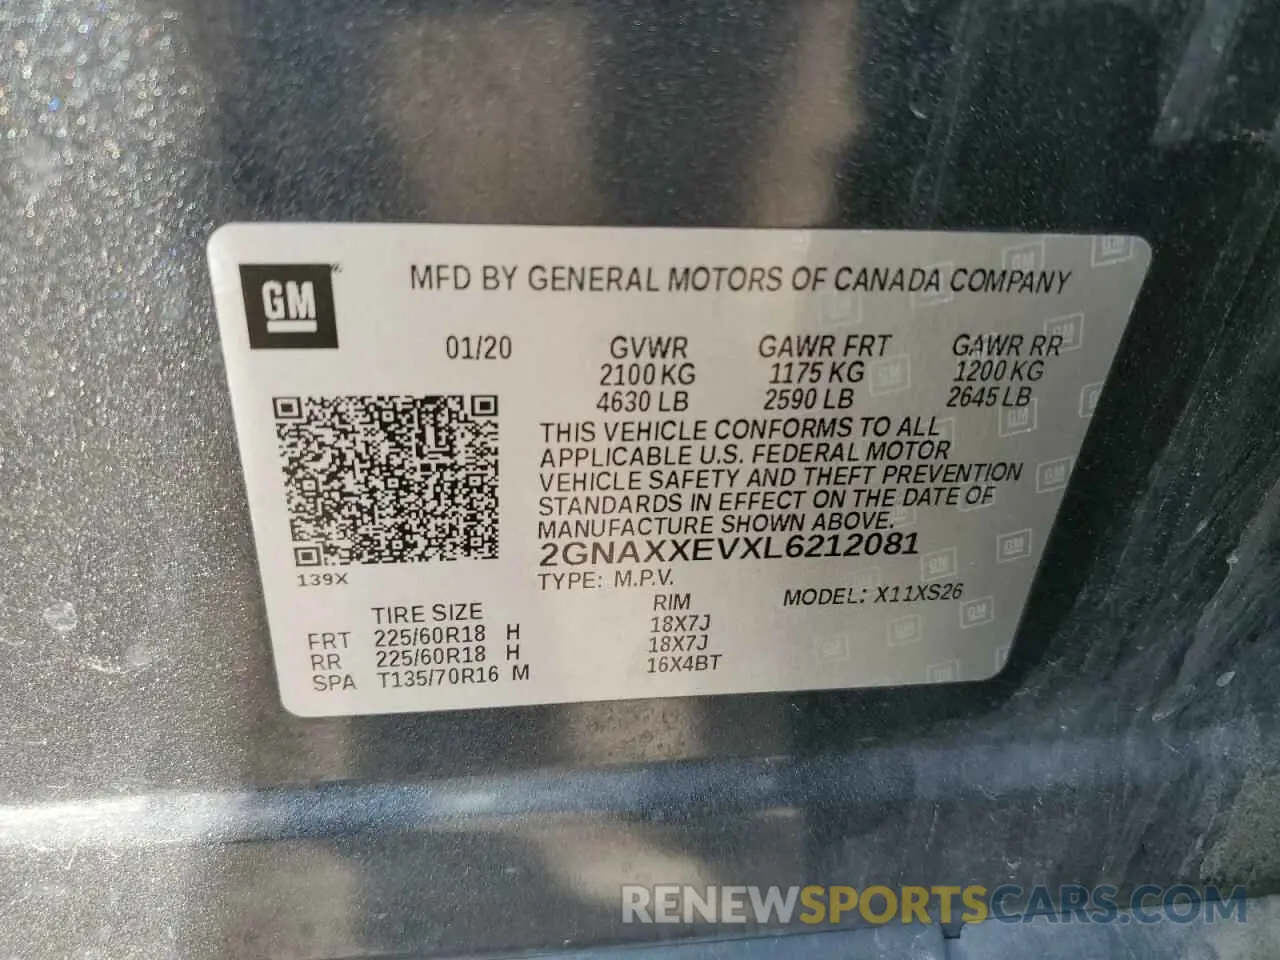 GM
MFD BY GENERAL MOTORS OF CANADA COMPANY
01/20 GVWR GAWR FRT GAWR RR
2100 KG 1175 KG 1200 KG
4630 LB 2590 LB 2645 LB
THIS VEHICLE CONFORMS TO ALL
APPLICABLE U.S. FEDERAL MOTOR
VEHICLE SAFETY AND THEFT PREVENTION
STANDARDS IN EFFECT ON THE DATE OF
MANUFACTURE SHOWN ABOVE.
2GNAXXEVXL6212081
139X
TYPE: M.P.V. MODEL: X11XS26
TIRE SIZE RIM
FRT 225/60R18 H 18X7J
RR 225/60R18 H 18X7J
SPA T135/70R16 M 16X4BT
RENEWSPORTSCARS.COM